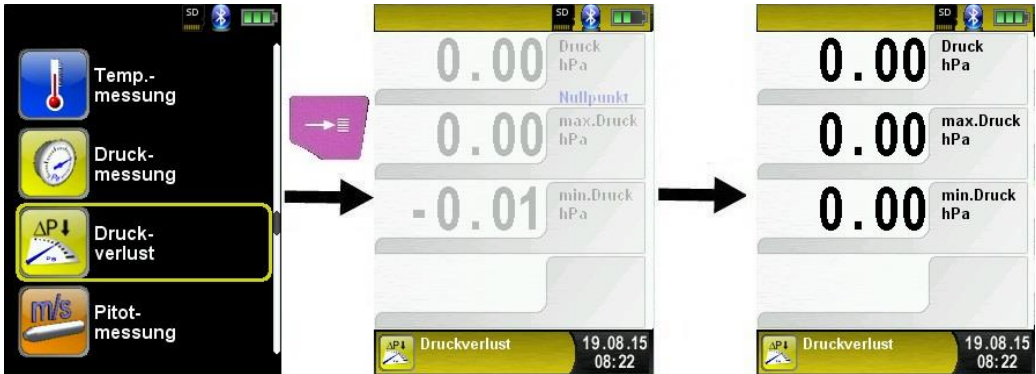 SD
Temp.-
messung
Druck-
messung
ΔP
Pa
Druck-
verlust
m/s
Pitot-
messung
SD
0.00 Druck
hPa
Nullpunkt
0.00 max.Druck
hPa
-0.01 min.Druck
hPa
ΔP
Druckverlust 19.08.15
08:22
SD
0.00 Druck
hPa
0.00 max.Druck
hPa
0.00 min.Druck
hPa
ΔP
Druckverlust 19.08.15
08:22